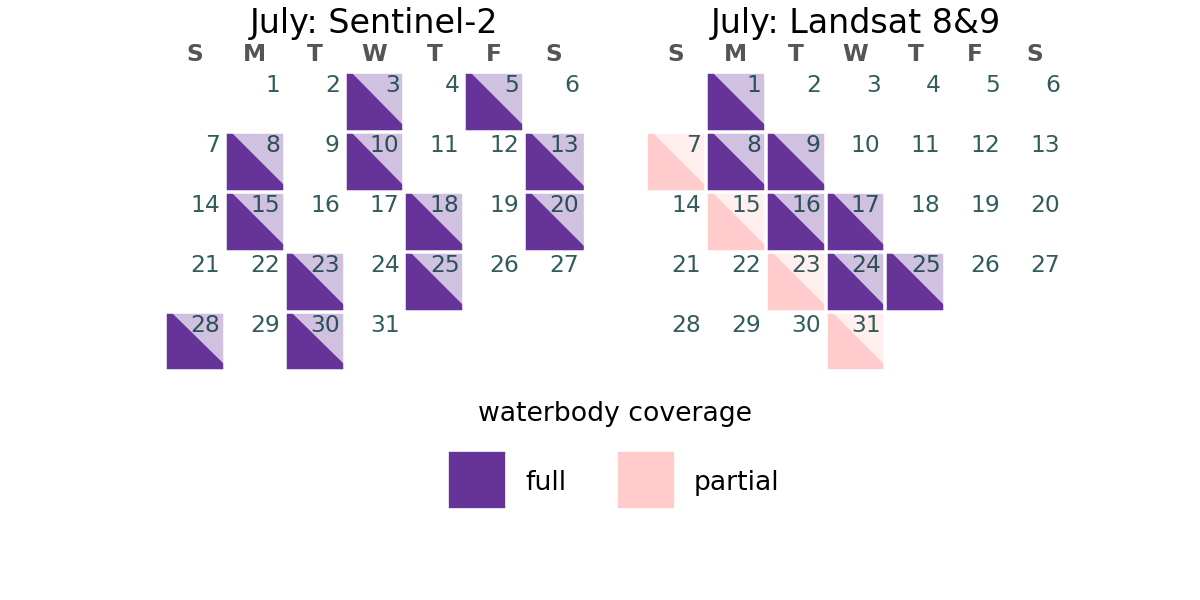 July: Sentinel-2
S M T W T F S
1 2 3 4 5 6
7 8 9 10 11 12 13
14 15 16 17 18 19 20
21 22 23 24 25 26 27
28 29 30 31
July: Landsat 8&9
S M T W T F S
1 2 3 4 5 6
7 8 9 10 11 12 13
14 15 16 17 18 19 20
21 22 23 24 25 26 27
28 29 30 31
waterbody coverage
full
partial